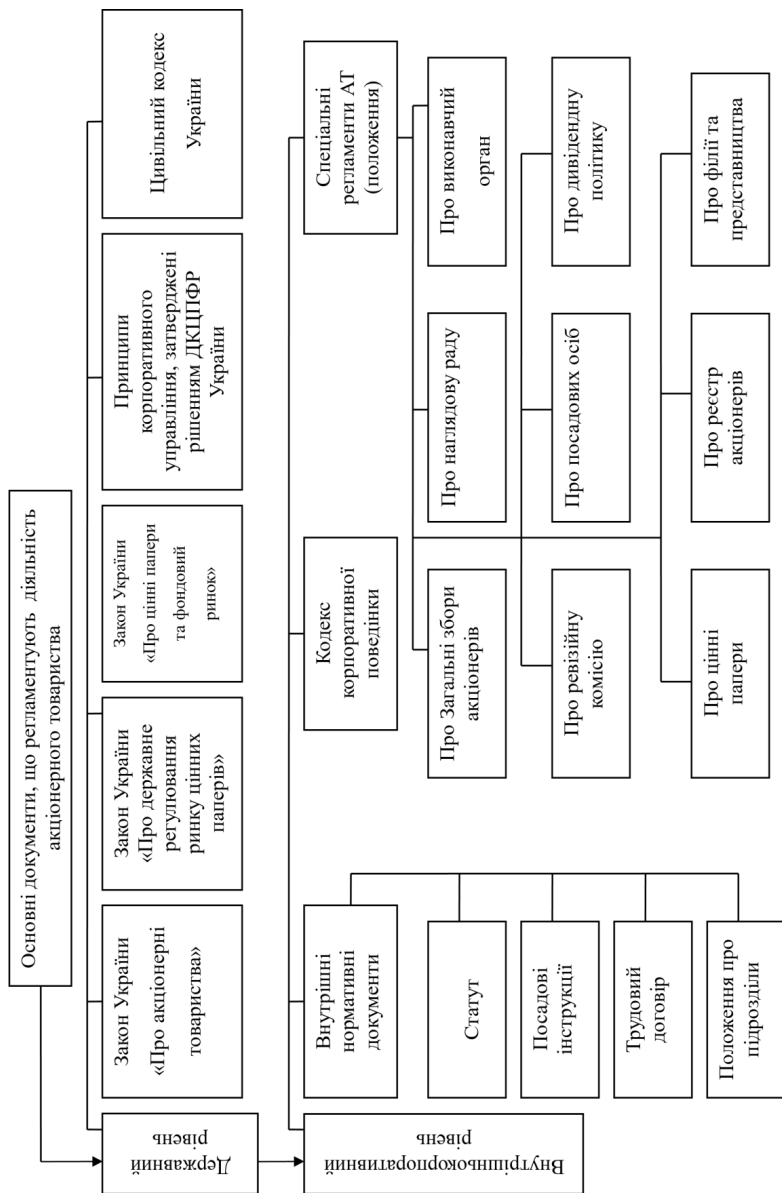 Основні документи, що регламентують діяльність
акціонерного товариства
Державний
рівень
Закон України
«Про акціонерні
товариства»
Закон України
«Про державне
регулювання
ринку цінних
паперів»
Закон України
«Про цінні папери
та фондовий
ринок»
Принципи
корпоративного
управління, затверджені
рішенням ДКЦПФР
України
Цивільний кодекс
України
Внутрішньокорпоративний
рівень
Внутрішні
нормативні
документи
Статут
Посадові
інструкції
Трудовий
договір
Положення про
підрозділи
Кодекс
корпоративної
поведінки
Спеціальні
регламенти АТ
(положення)
Про Загальні збори
акціонерів
Про наглядову раду
Про виконавчий
орган
Про ревізійну
комісію
Про посадових осіб
Про дивідендну
політику
Про цінні
папери
Про реєстр
акціонерів
Про філії та
представництва